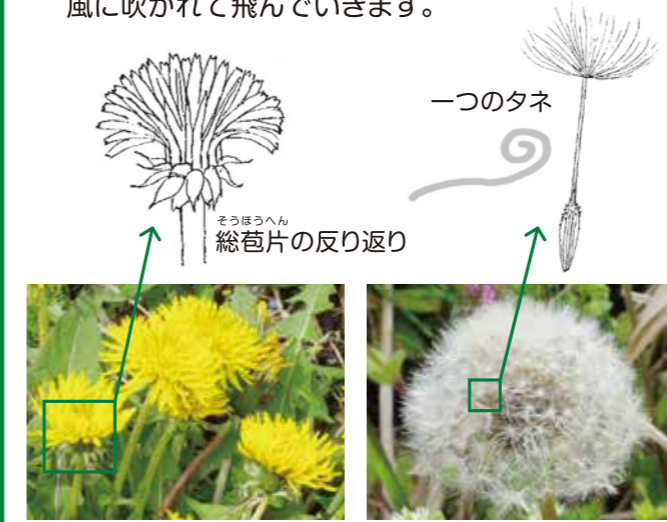 風に吹かれて飛んでいきます。
一つのタネ
そうほうへん
総苞片の反り返り